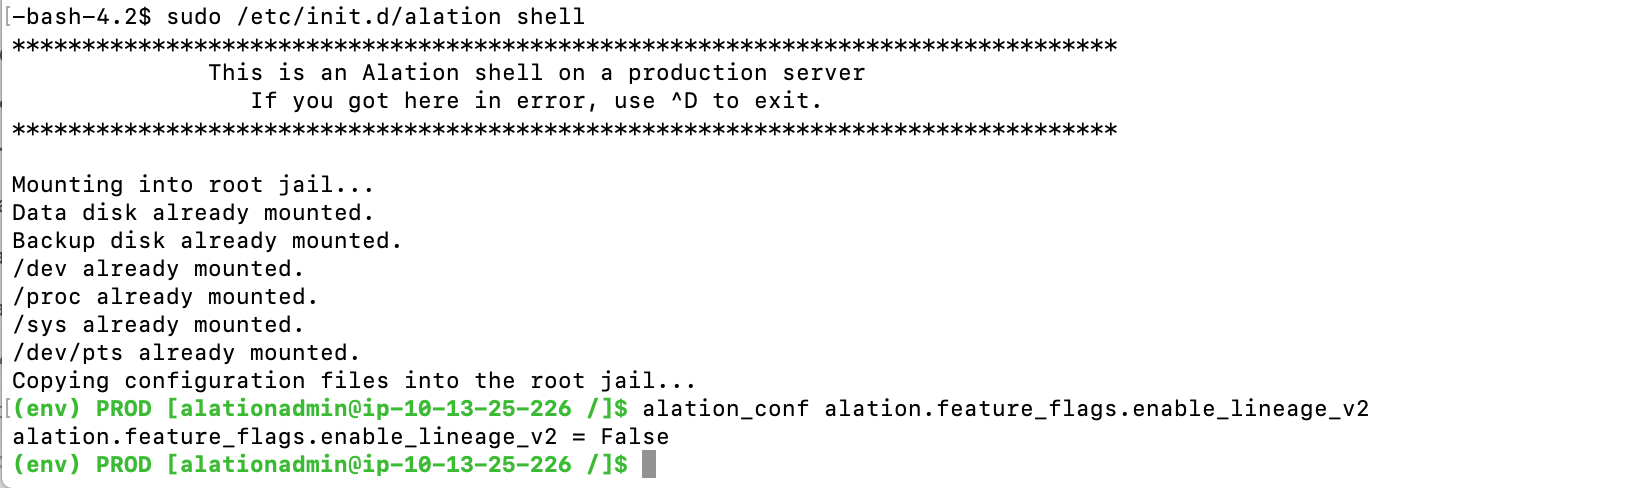 [-bash-4.2$ sudo /etc/init.d/alation shell
*******************************************************************************
This is an Alation shell on a production server
If you got here in error, use ^D to exit.
*******************************************************************************
Mounting into root jail...
Data disk already mounted.
Backup disk already mounted.
/dev already mounted.
/proc already mounted.
/sys already mounted.
/dev/pts already mounted.
Copying configuration files into the root jail...
[(env) PROD [alationadmin@ip-10-13-25-226 /]$ alation_conf alation.feature_flags.enable_lineage_v2
alation.feature_flags.enable_lineage_v2 = False
(env) PROD [alationadmin@ip-10-13-25-226 /]$